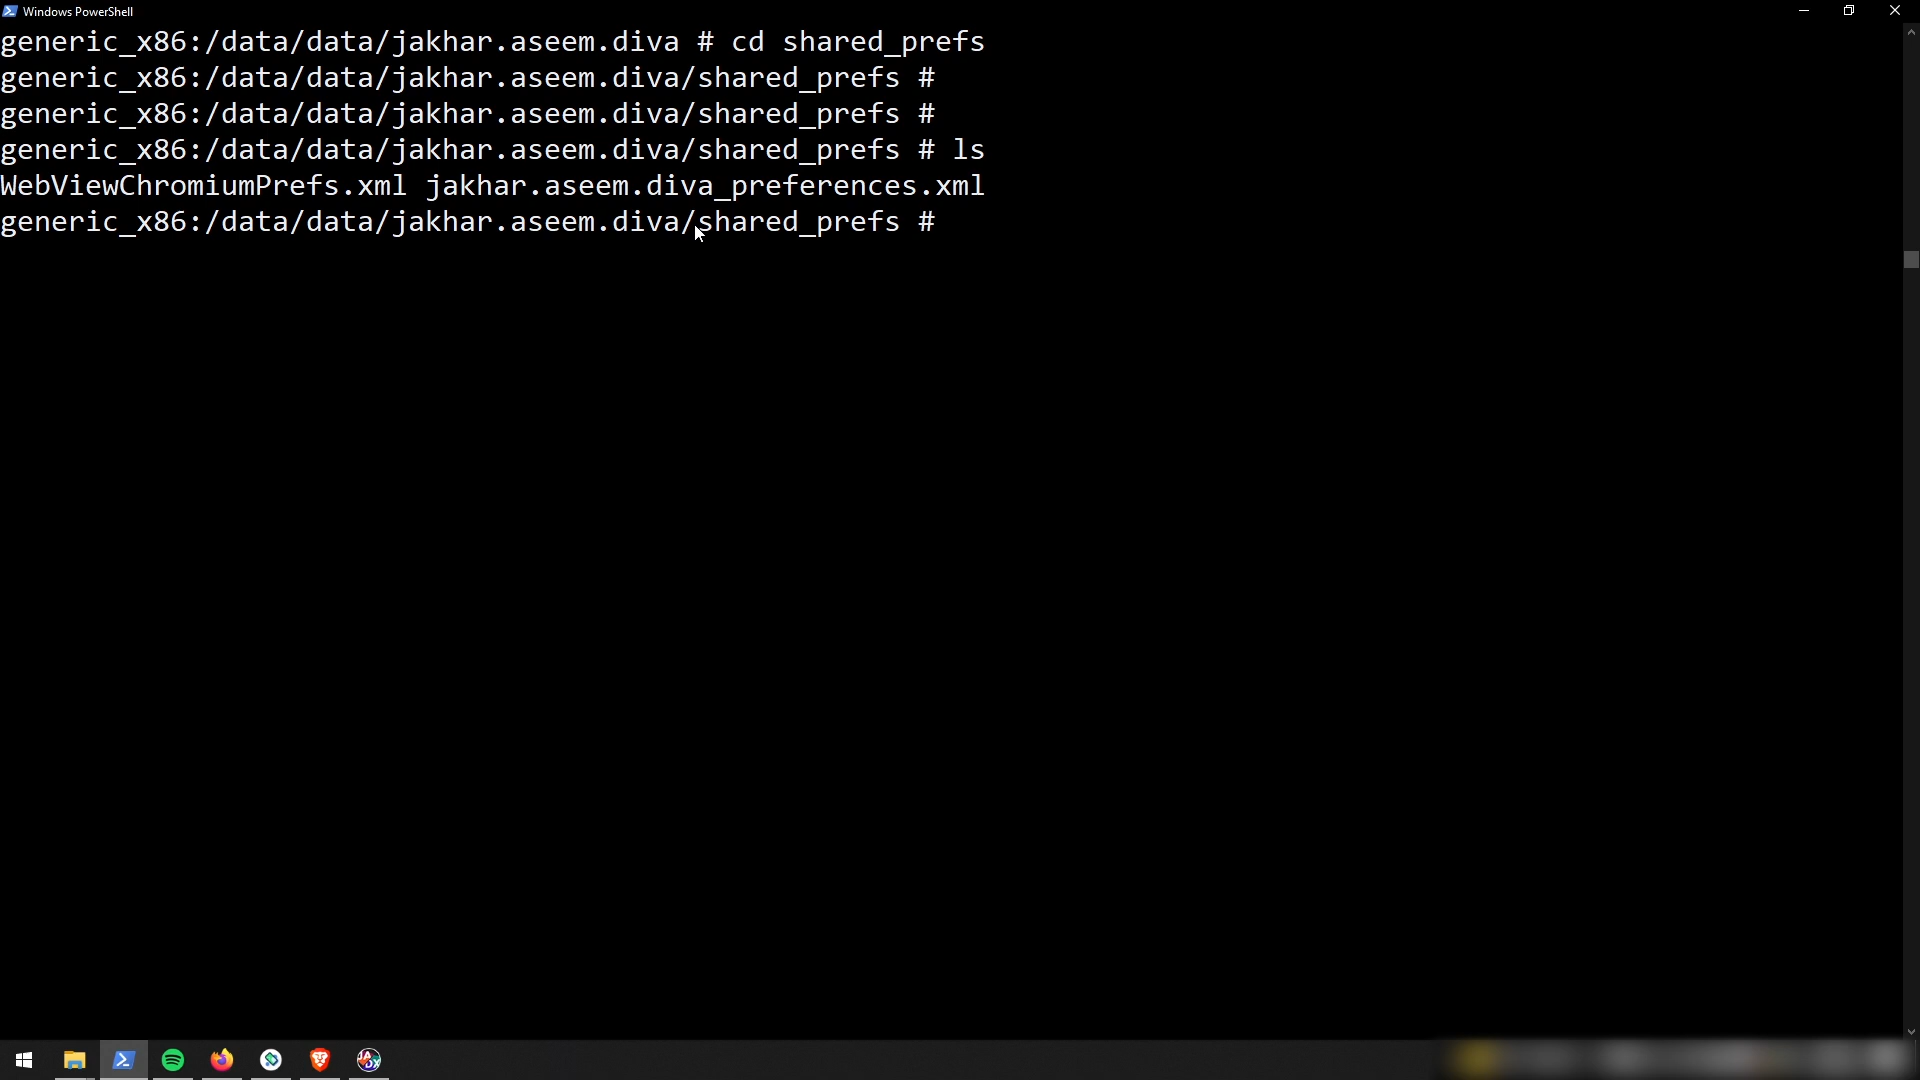 Windows PowerShell
generic_x86:/data/data/jakhar.aseem.diva # cd shared_prefs
generic_x86:/data/data/jakhar.aseem.diva/shared_prefs #
generic_x86:/data/data/jakhar.aseem.diva/shared_prefs #
generic_x86:/data/data/jakhar.aseem.diva/shared_prefs # ls
WebViewChromiumPrefs.xml jakhar.aseem.diva_preferences.xml
generic_x86:/data/data/jakhar.aseem.diva/shared_prefs #
JADX